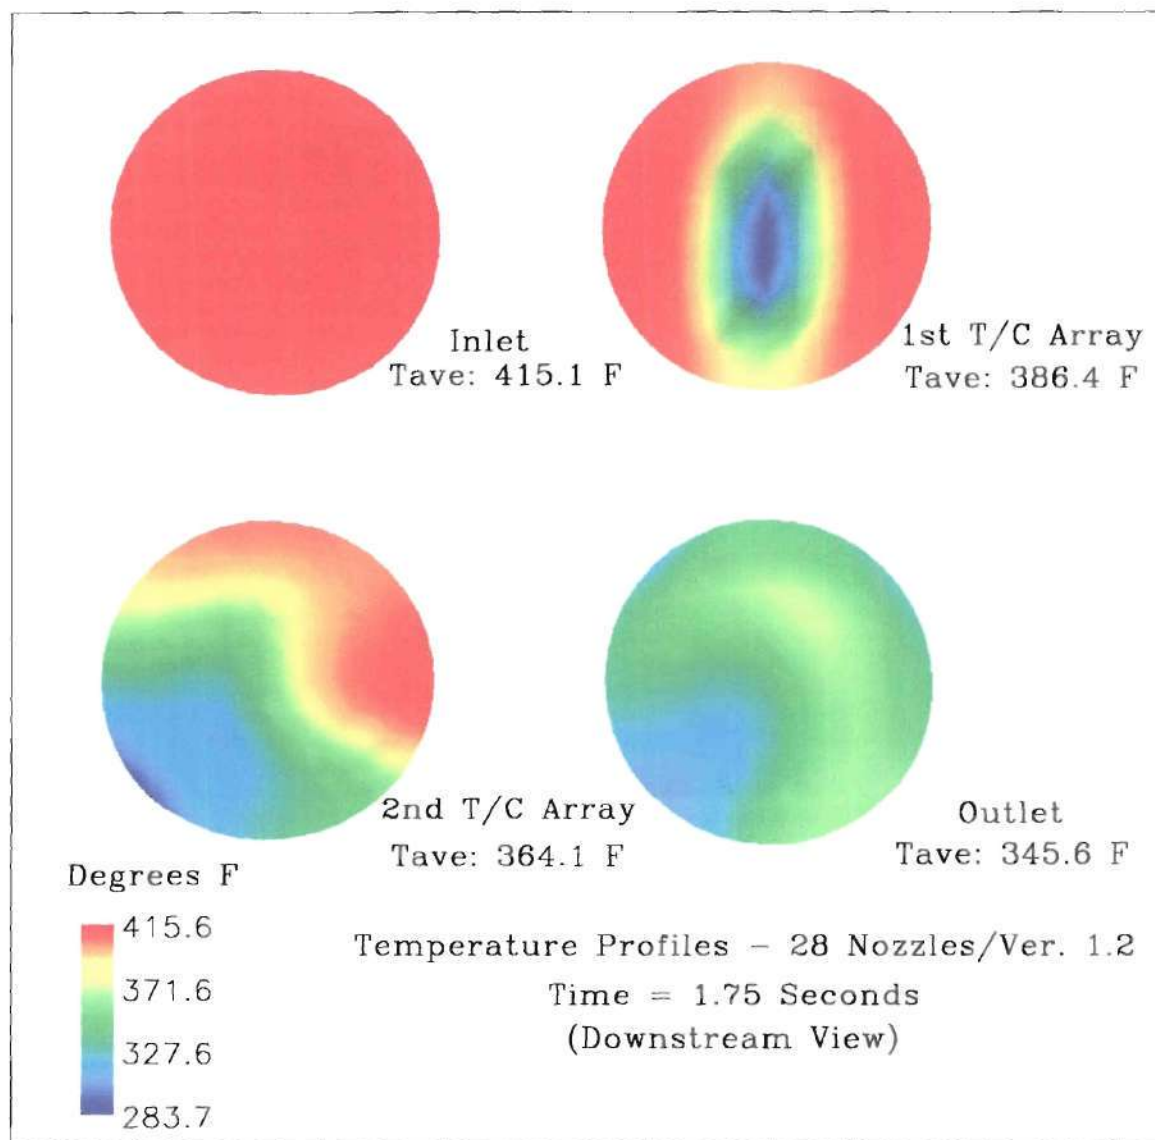 Inlet
Tave: 415.1 F
1st T/C Array
Tave: 386.4 F
2nd T/C Array
Tave: 364.1 F
Outlet
Tave: 345.6 F
Degrees F
415.6
371.6
327.6
283.7
Temperature Profiles - 28 Nozzles/Ver. 1.2
Time = 1.75 Seconds
(Downstream View)